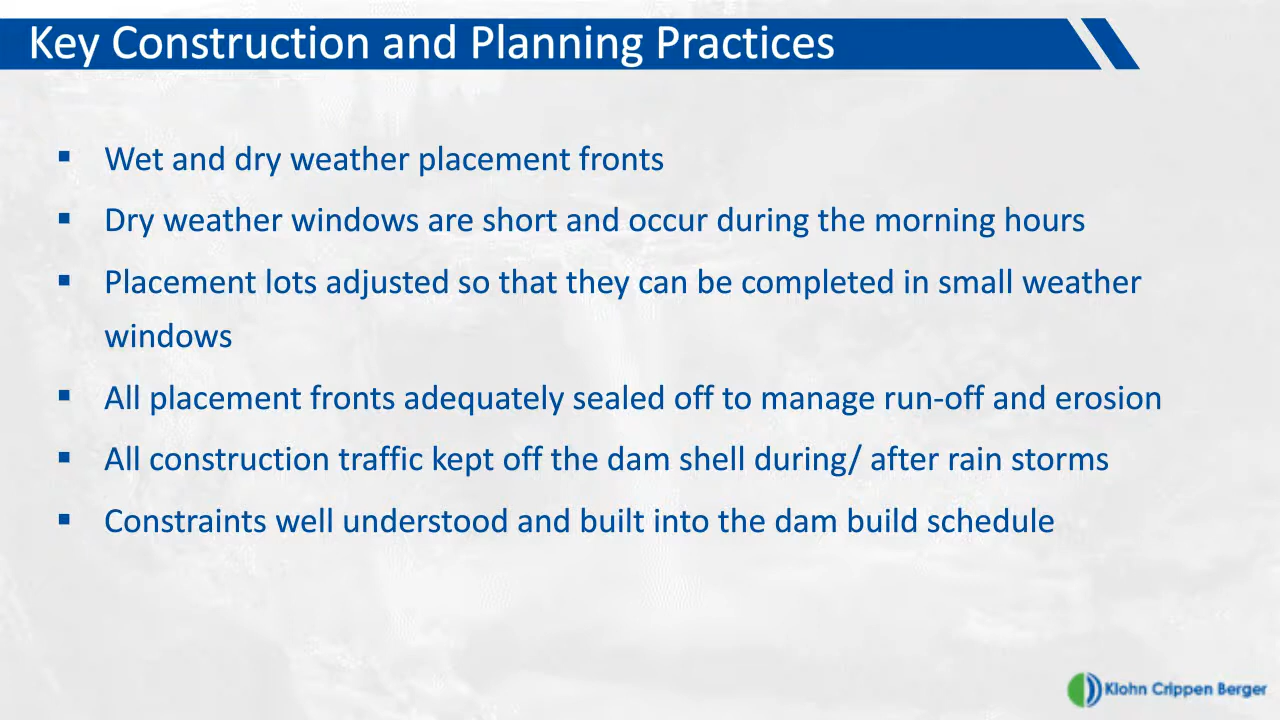 Key Construction and Planning Practices
▪ Wet and dry weather placement fronts
▪ Dry weather windows are short and occur during the morning hours
▪ Placement lots adjusted so that they can be completed in small weather
windows
▪ All placement fronts adequately sealed off to manage run-off and erosion
▪ All construction traffic kept off the dam shell during/ after rain storms
▪ Constraints well understood and built into the dam build schedule
Klohn Crippen Berger